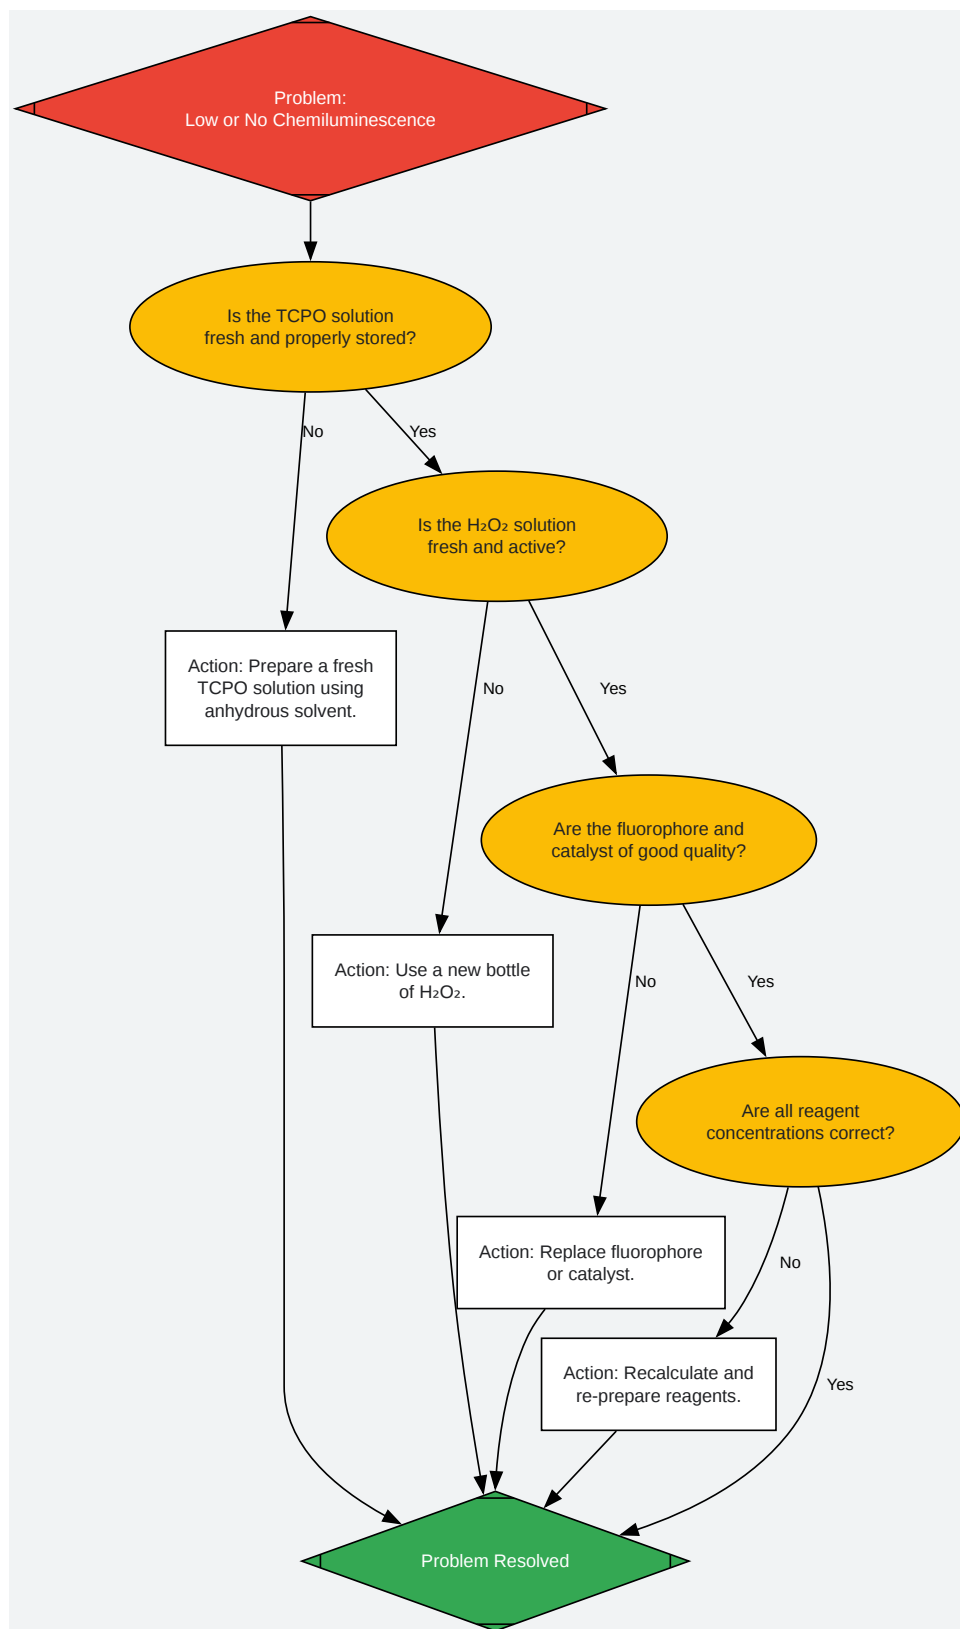 Problem:
Low or No Chemiluminescence
Is the TCPO solution
fresh and properly stored?
No
Yes
Is the H₂O₂ solution
fresh and active?
Action: Prepare a fresh
TCPO solution using
anhydrous solvent.
No
Yes
Are the fluorophore and
catalyst of good quality?
Action: Use a new bottle
of H₂O₂.
No
Yes
Are all reagent
concentrations correct?
Action: Replace fluorophore
or catalyst.
No
Action: Recalculate and
re-prepare reagents.
Yes
Problem Resolved